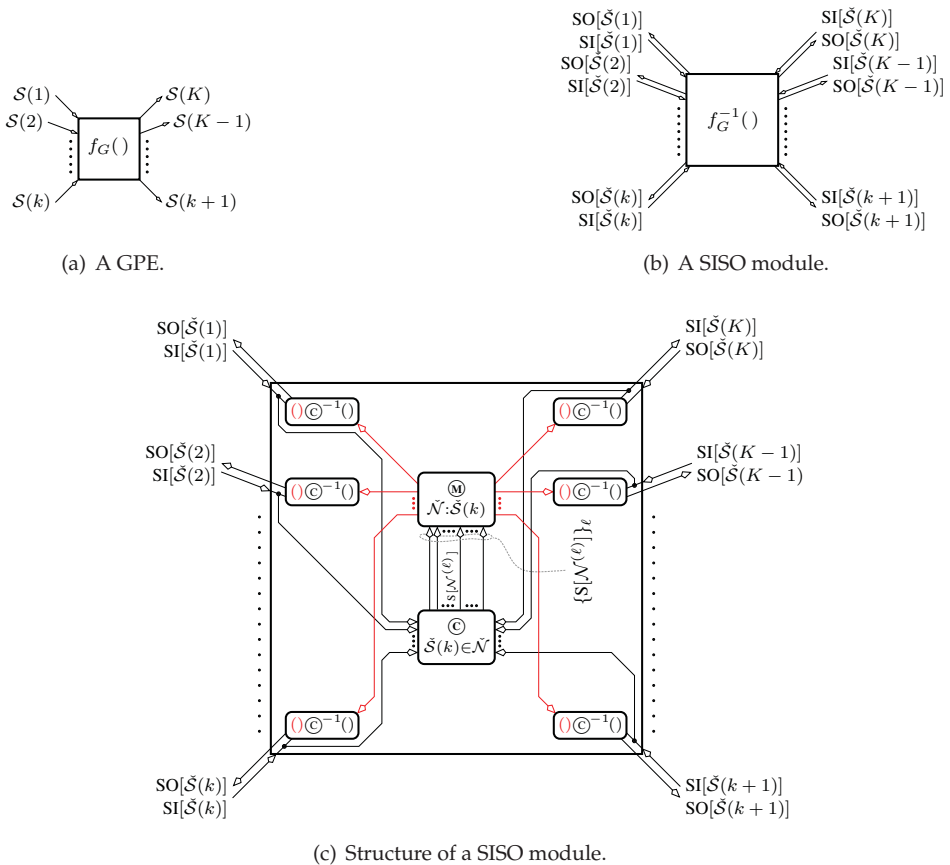 SO[Š(1)]
SI[Š(1)]
SO[Š(2)]
SI[Š(2)]
SI[Š(K)]
SO[Š(K)]
SI[Š(K − 1)]
SO[Š(K − 1)]
S(1)
S(2)
S(K)
S(K − 1)
f_G()
f_G^{-1}()
S(k)
S(k+1)
SO[Š(k)]
SI[Š(k)]
SI[Š(k + 1)]
SO[Š(k + 1)]
(a) A GPE.
(b) A SISO module.
SO[Š(1)]
SI[Š(1)]
SI[Š(K)]
SO[Š(K)]
()ⓒ⁻¹()
()ⓒ⁻¹()
SO[Š(2)]
SI[Š(2)]
SI[Š(K − 1)]
SO[Š(K − 1)
()ⓒ⁻¹()
()ⓒ⁻¹()
Ⓜ
Ň:Š(k)
S[N^{(ℓ)}]
{S[N^{(ℓ)}]}_ℓ
ⓒ
Š(k)∈Ň
()ⓒ⁻¹()
()ⓒ⁻¹()
SO[Š(k)]
SI[Š(k)]
SI[Š(k + 1)]
SO[Š(k + 1)]
(c) Structure of a SISO module.